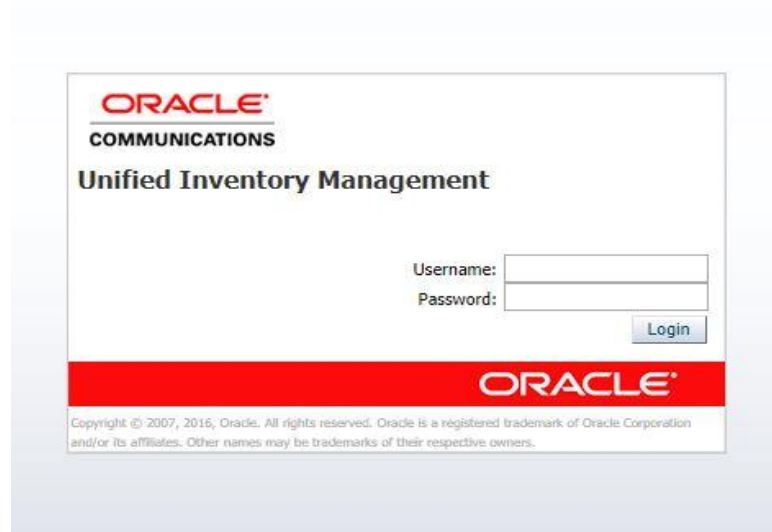 ORACLE
COMMUNICATIONS
Unified Inventory Management
Username:
Password:
Login
ORACLE
Copyright © 2007, 2016, Oracle. All rights reserved. Oracle is a registered trademark of Oracle Corporation
and/or its affiliates. Other names may be trademarks of their respective owners.